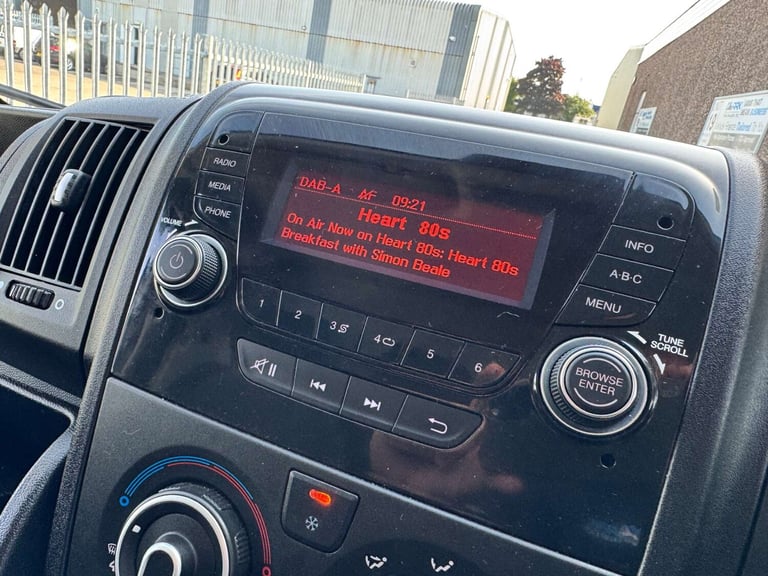 RADIO
MEDIA
PHONE
VOLUME
DAB-A AF 09:21
Heart 80s
On Air Now on Heart 80s: Heart 80s
Breakfast with Simon Beale
INFO
A·B·C
MENU
TUNE
SCROLL
BROWSE
ENTER
1
2
3
4
5
6